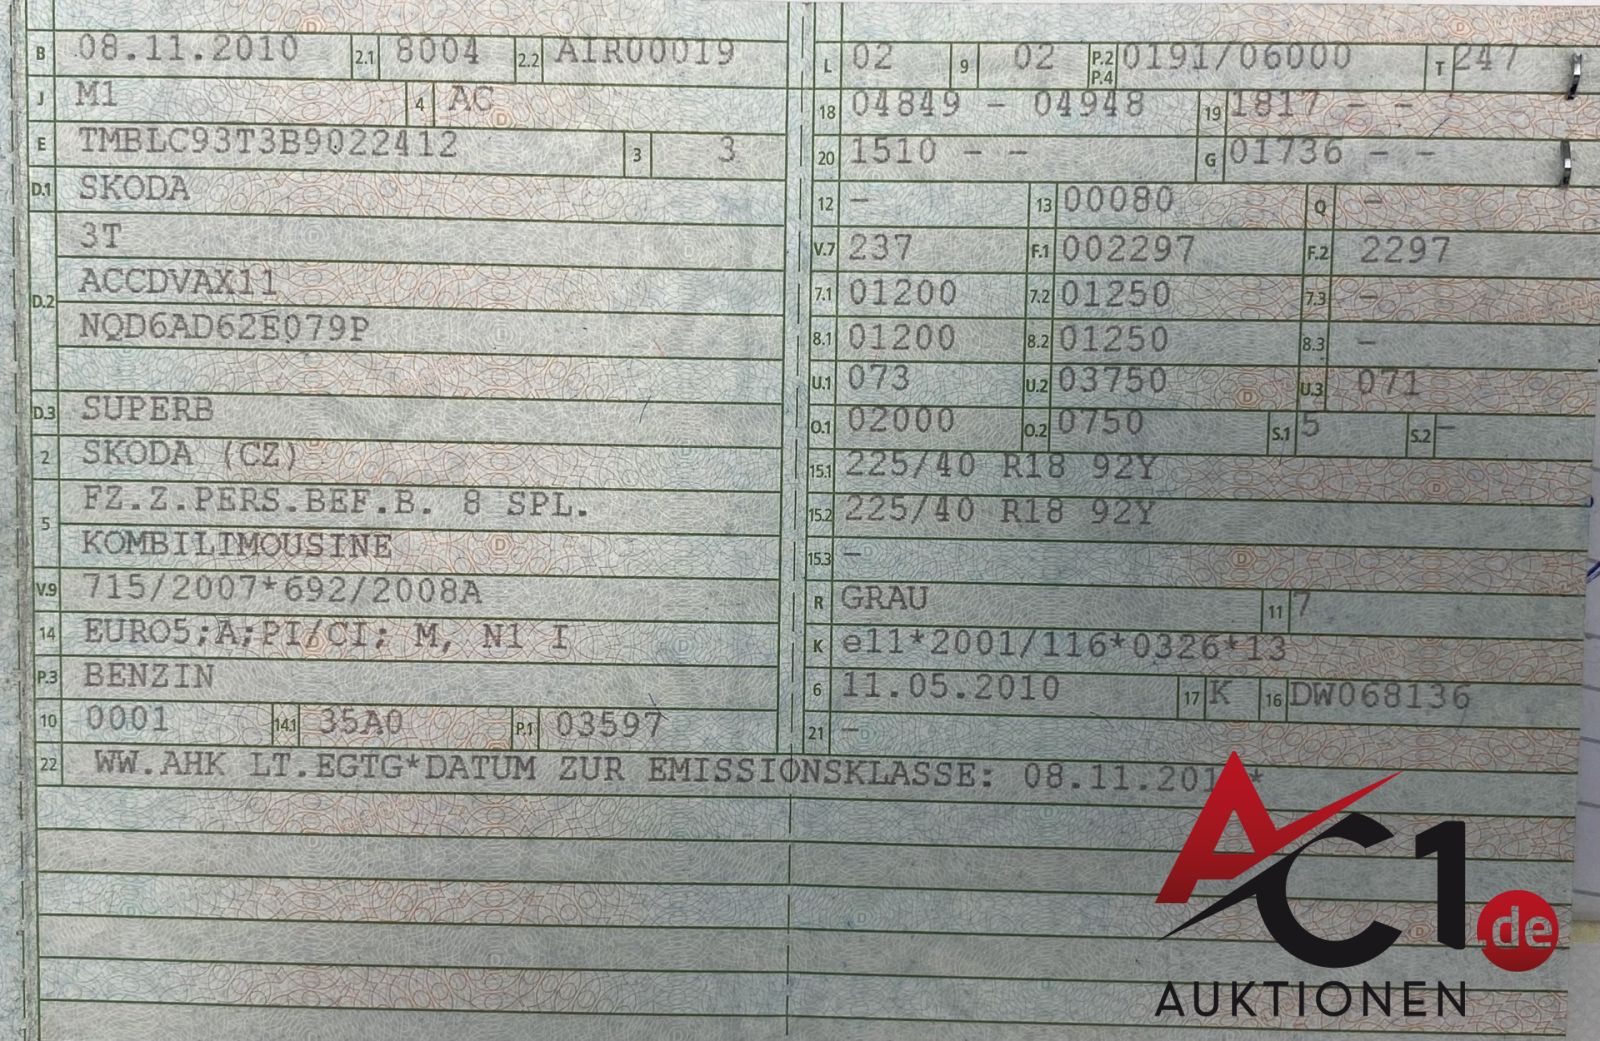 B 08.11.2010 2.1 8004 2.2 AIR00019
J M1 4 AC
E TMBLC93T3B9022412 3 3
D.1 SKODA
3T
D.2 ACCDVAX11
NQD6AD62E079P
D.3 SUPERB
2 SKODA (CZ)
5 FZ.Z.PERS.BEF.B. 8 SPL.
KOMBILIMOUSINE
V.9 715/2007*692/2008A
14 EURO5;A;PI/CI; M, N1 I
P.3 BENZIN
10 0001 14.1 35A0 P.1 03597
L 02 9 02 P.2 P.4 0191/06000 T 247
18 04849 - 04948 19 1817 - -
20 1510 - - G 01736 - -
12 - 13 00080 Q -
V.7 237 F.1 002297 F.2 2297
7.1 01200 7.2 01250 7.3 -
8.1 01200 8.2 01250 8.3 -
U.1 073 U.2 03750 U.3 071
O.1 02000 O.2 0750 S.1 5 S.2 -
15.1 225/40 R18 92Y
15.2 225/40 R18 92Y
15.3 -
R GRAU 11 7
K e11*2001/116*0326*13
6 11.05.2010 17 K 16 DW068136
21 -
22 WW.AHK LT.EGTG*DATUM ZUR EMISSIONSKLASSE:
AC1.de
AUKTIONEN